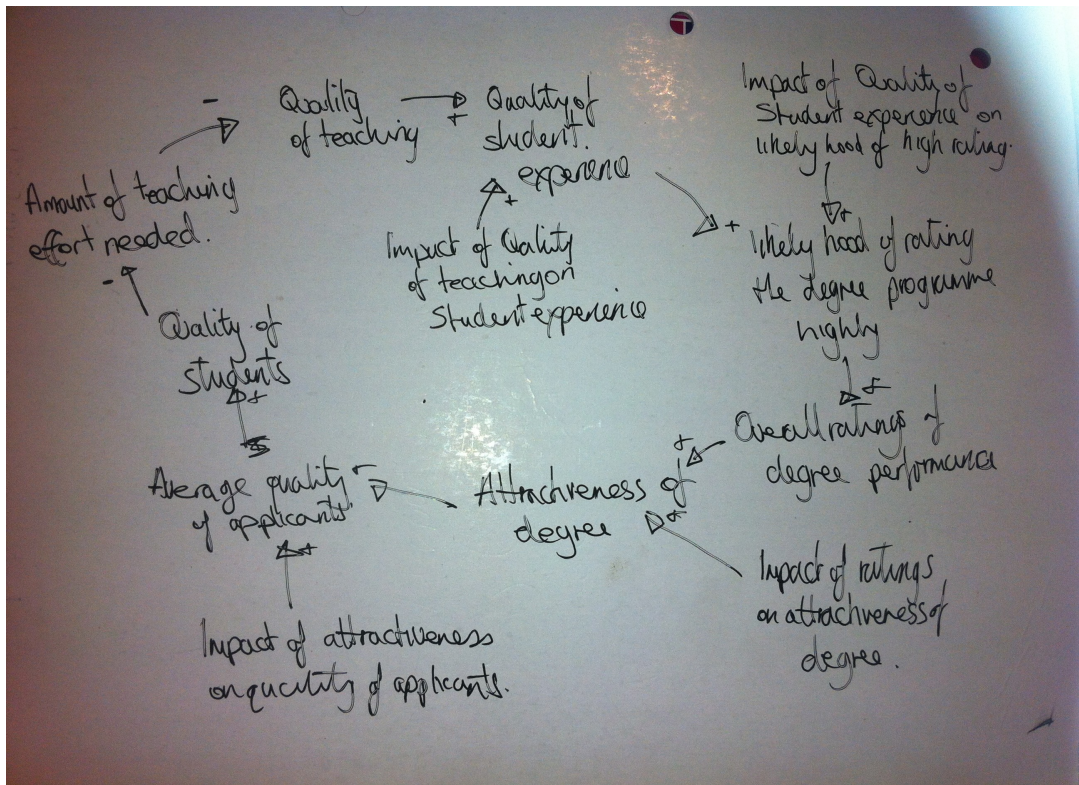 Quality
of teaching
Quality of
student.
experience
Impact of Quality of
Student experience on
likely hood of high rating.
Amount of teaching
effort needed.
Impact of Quality
of teaching on
Student experience
likely hood of rating
the degree programme
highly
Quality of
students
Overall ratings of
degree performance
Average quality
of applicants
Attractiveness of
degree
Impact of ratings
on attractiveness of
degree.
Impact of attractiveness
on quality of applicants.